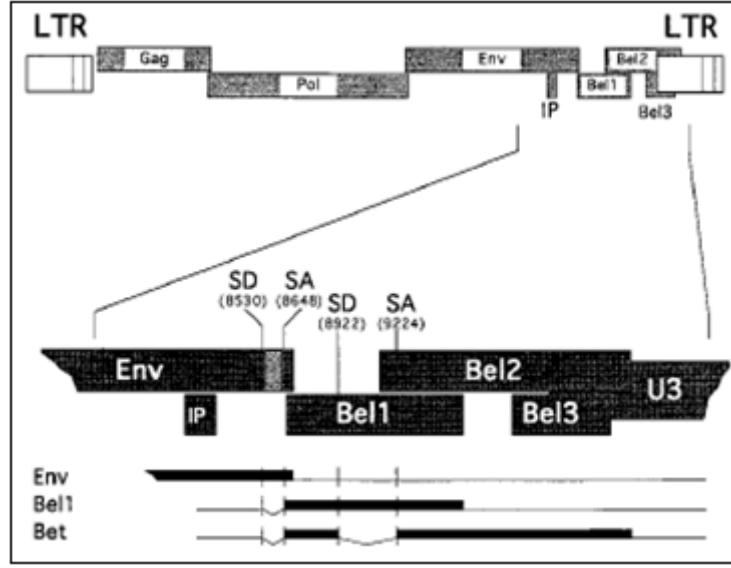 LTR LTR
Gag Env Bel2
Pol IP Bel1 Bel3
SD SA SD SA
(8530) (8648) (8922) (9224)
Env Bel2 U3
IP Bel1 Bel3
Env
Bel1
Bet